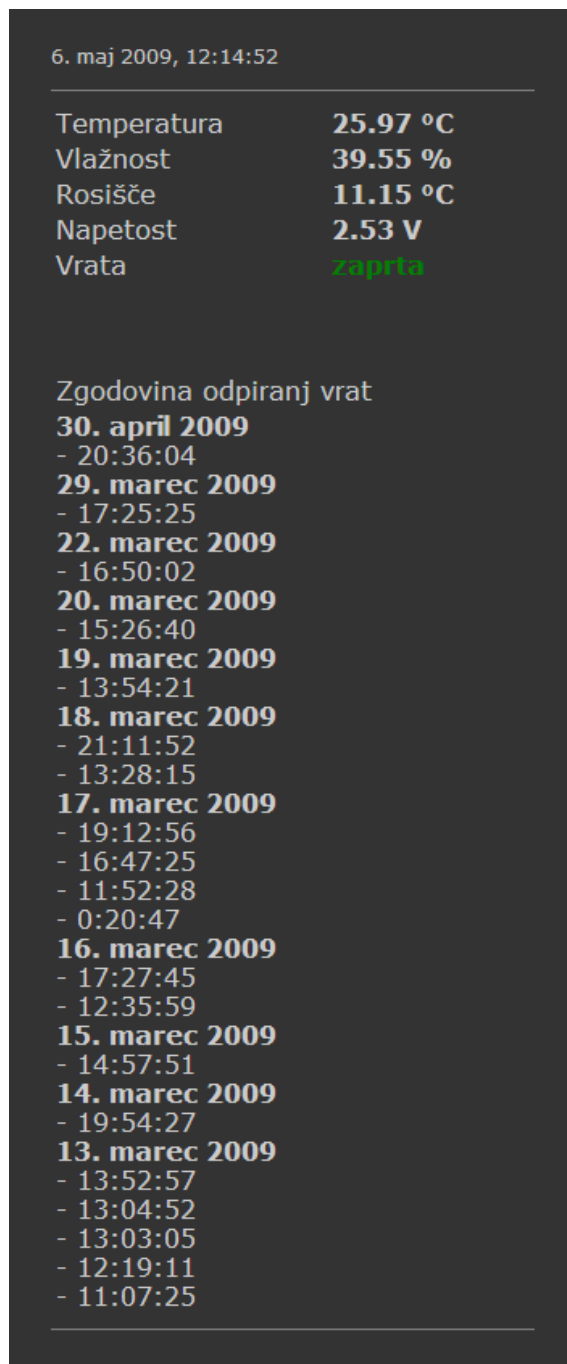 6. maj 2009, 12:14:52
Temperatura 25.97 ºC
Vlažnost 39.55 %
Rosišče 11.15 ºC
Napetost 2.53 V
Vrata zaprta
Zgodovina odpiranj vrat
30. april 2009
- 20:36:04
29. marec 2009
- 17:25:25
22. marec 2009
- 16:50:02
20. marec 2009
- 15:26:40
19. marec 2009
- 13:54:21
18. marec 2009
- 21:11:52
- 13:28:15
17. marec 2009
- 19:12:56
- 16:47:25
- 11:52:28
- 0:20:47
16. marec 2009
- 17:27:45
- 12:35:59
15. marec 2009
- 14:57:51
14. marec 2009
- 19:54:27
13. marec 2009
- 13:52:57
- 13:04:52
- 13:03:05
- 12:19:11
- 11:07:25